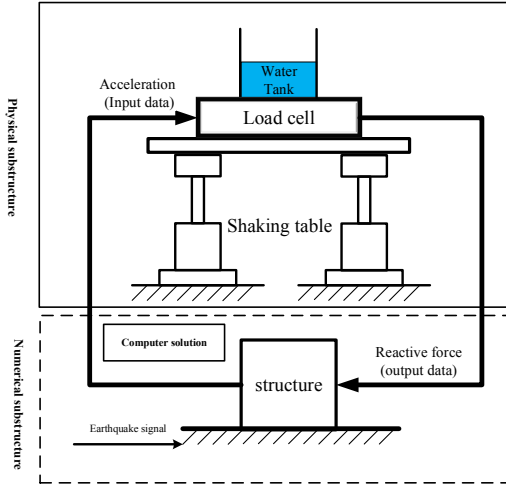 Physical substructure
Water
Tank
Acceleration
(Input data)
Load cell
Shaking table
Numerical substructure
Computer solution
structure
Reactive force
(output data)
Earthquake signal